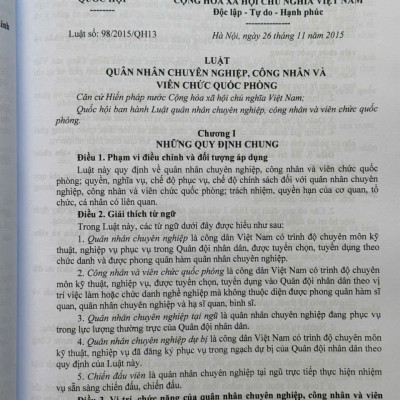 QUỐC HỘI
CỘNG HÒA XÃ HỘI CHỦ NGHĨA VIỆT NAM
Độc lập - Tự do - Hạnh phúc
Luật số: 98/2015/QH13
Hà Nội, ngày 26 tháng 11 năm 2015
LUẬT
QUÂN NHÂN CHUYÊN NGHIỆP, CÔNG NHÂN VÀ
VIÊN CHỨC QUỐC PHÒNG
Căn cứ Hiến pháp nước Cộng hòa xã hội chủ nghĩa Việt Nam;
Quốc hội ban hành Luật quân nhân chuyên nghiệp, công nhân và viên chức quốc
phòng.
Chương I
NHỮNG QUY ĐỊNH CHUNG
Điều 1. Phạm vi điều chỉnh và đối tượng áp dụng
Luật này quy định về quân nhân chuyên nghiệp, công nhân và viên chức quốc
phòng; quyền, nghĩa vụ, chế độ phục vụ, chế độ chính sách đối với quân nhân chuyên
nghiệp, công nhân và viên chức quốc phòng; trách nhiệm, quyền hạn của cơ quan, tổ
chức, cá nhân có liên quan.
Điều 2. Giải thích từ ngữ
Trong Luật này, các từ ngữ dưới đây được hiểu như sau:
1. Quân nhân chuyên nghiệp là công dân Việt Nam có trình độ chuyên môn kỹ
thuật, nghiệp vụ phục vụ trong Quân đội nhân dân, được tuyển chọn, tuyển dụng theo
chức danh và được phong quân hàm quân nhân chuyên nghiệp.
2. Công nhân và viên chức quốc phòng là công dân Việt Nam có trình độ chuyên
môn kỹ thuật, nghiệp vụ, được tuyển chọn, tuyển dụng vào Quân đội nhân dân theo vị
trí việc làm hoặc chức danh nghề nghiệp mà không thuộc diện được phong quân hàm sĩ
quan, quân nhân chuyên nghiệp và hạ sĩ quan, binh sĩ.
3. Quân nhân chuyên nghiệp tại ngũ là quân nhân chuyên nghiệp đang phục vụ
trong lực lượng thường trực của Quân đội nhân dân.
4. Quân nhân chuyên nghiệp dự bị là công dân Việt Nam có trình độ chuyên môn
kỹ thuật, nghiệp vụ đã đăng ký phục vụ trong ngạch dự bị của Quân đội nhân dân theo
quy định của Luật này.
5. Chiến đấu viên là quân nhân chuyên nghiệp tại ngũ trực tiếp thực hiện nhiệm
vụ sẵn sàng chiến đấu, chiến đấu.
Điều 3. Vị trí, chức năng của quân nhân chuyên nghiệp, công nhân và viên